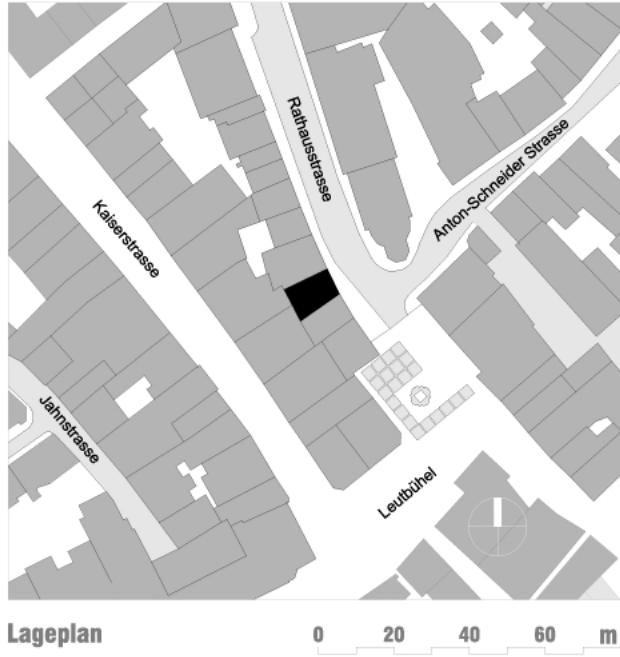 Rathausstrasse
Anton-Schneider Strasse
Kaiserstrasse
Jahnstrasse
Leutbühel
Lageplan
0 20 40 60 m